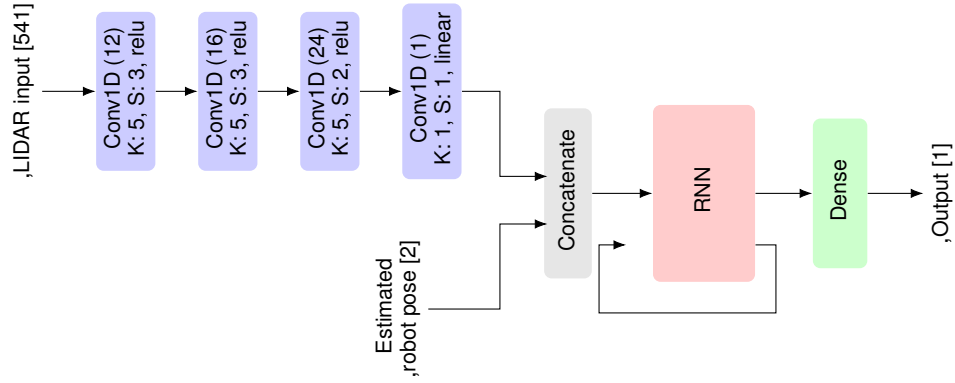 ,LIDAR input [541]
Conv1D (12)
K: 5, S: 3, relu
Conv1D (16)
K: 5, S: 3, relu
Conv1D (24)
K: 5, S: 2, relu
Conv1D (1)
K: 1, S: 1, linear
Estimated
,robot pose [2]
Concatenate
RNN
Dense
,Output [1]